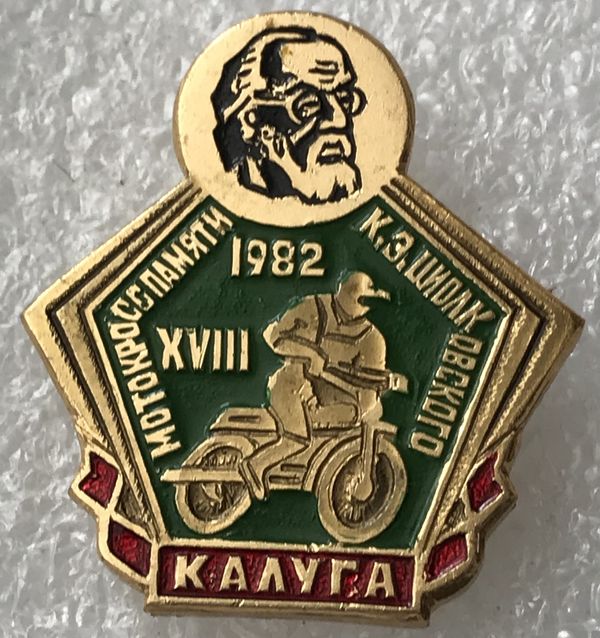 МОТОКРОСС ПАМЯТИ
К.Э.ЦИОЛКОВСКОГО
1982
XVIII
КАЛУГА